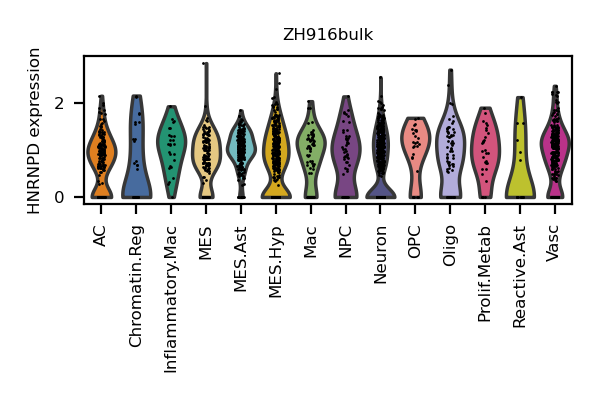 ZH916bulk
HNRNPD expression
2
0
AC
Chromatin.Reg
Inflammatory.Mac
MES
MES.Ast
MES.Hyp
Mac
NPC
Neuron
OPC
Oligo
Prolif.Metab
Reactive.Ast
Vasc